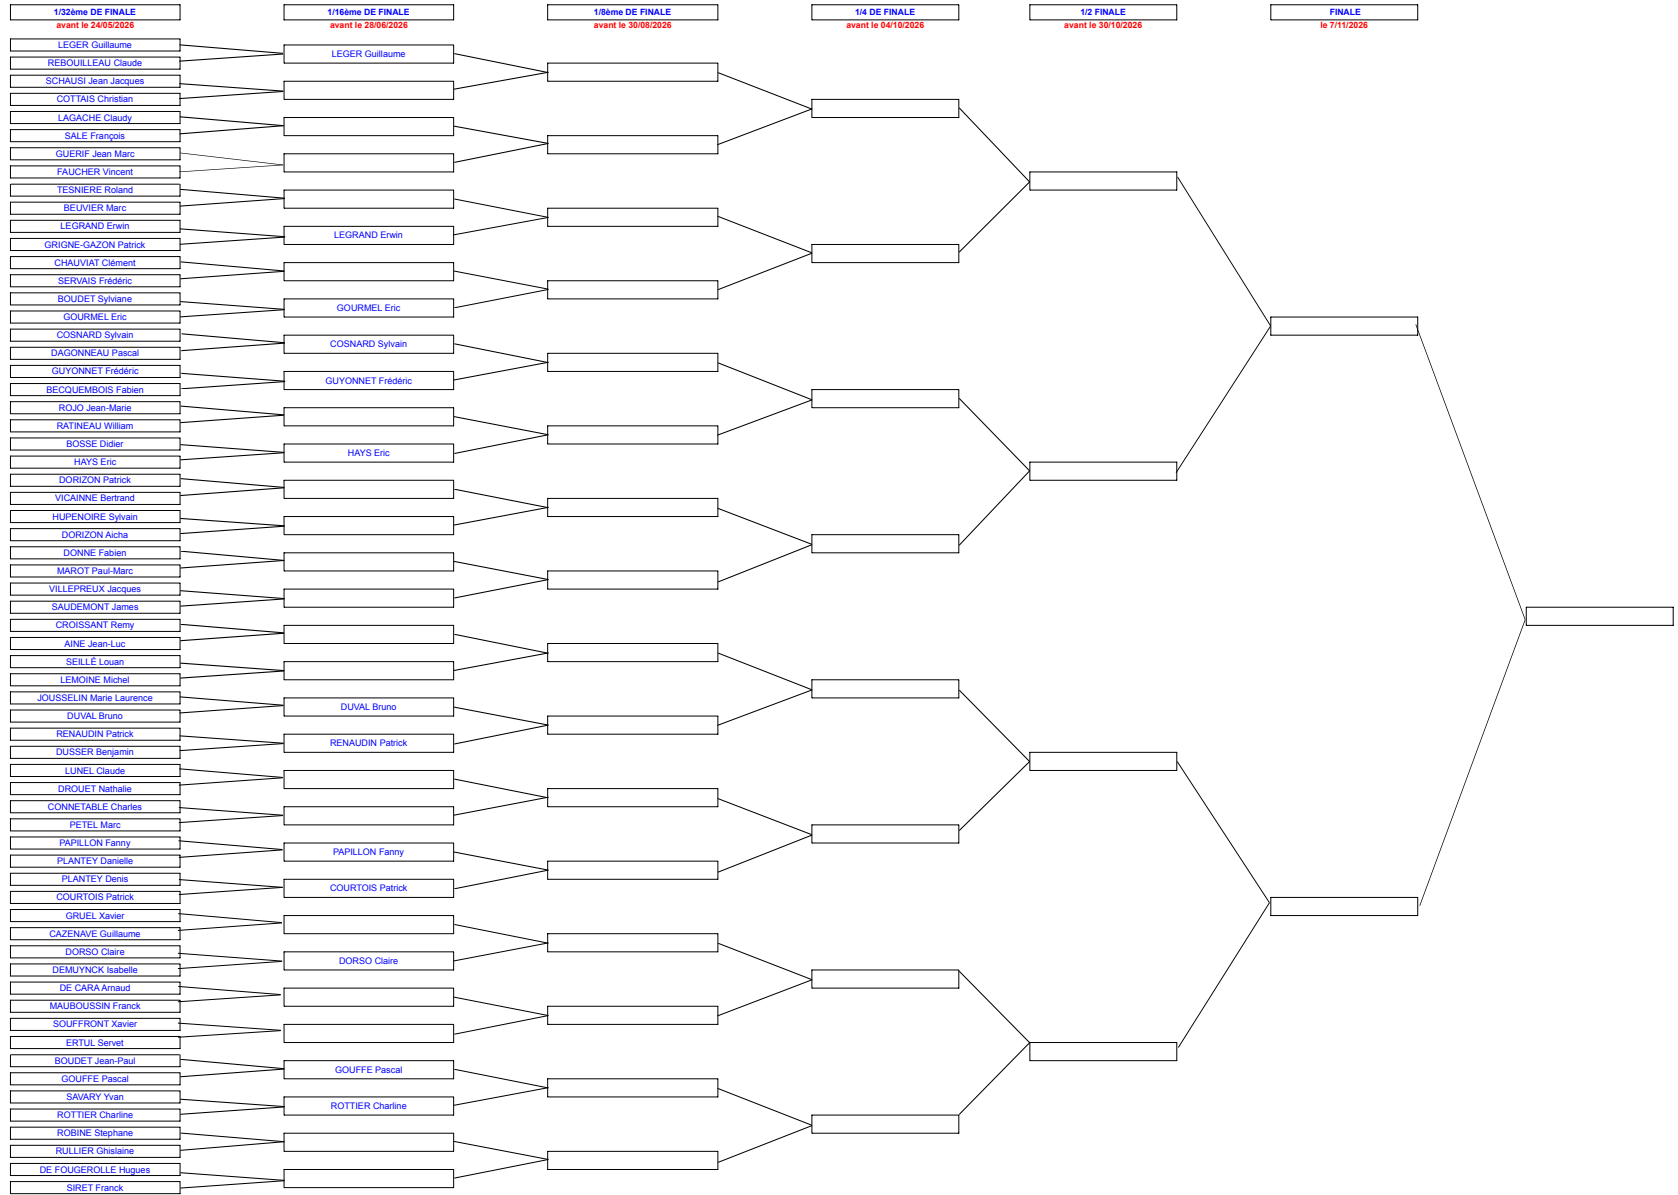 1/32ème DE FINALE
avant le 24/05/2026
LEGER Guillaume
REBOUILLEAU Claude
SCHAUSI Jean Jacques
COTTAIS Christian
LAGACHE Claudy
SALE François
GUERIF Jean Marc
FAUCHER Vincent
TESNIERE Roland
BEUVIER Marc
LEGRAND Erwin
GRIGNE-GAZON Patrick
CHAUVIAT Clément
SERVAIS Frédéric
BOUDET Sylviane
GOURMEL Eric
COSNARD Sylvain
DAGONNEAU Pascal
GUYONNET Frédéric
BECQUEMBOIS Fabien
ROJO Jean-Marie
RATINEAU William
BOSSE Didier
HAYS Eric
DORIZON Patrick
VICAINNE Bertrand
HUPENOIRE Sylvain
DORIZON Aicha
DONNE Fabien
MAROT Paul-Marc
VILLEPREUX Jacques
SAUDEMONT James
CROISSANT Remy
AINE Jean-Luc
SEILLÉ Louan
LEMOINE Michel
JOUSSELIN Marie Laurence
DUVAL Bruno
RENAUDIN Patrick
DUSSER Benjamin
LUNEL Claude
DROUET Nathalie
CONNETABLE Charles
PETEL Marc
PAPILLON Fanny
PLANTEY Danielle
PLANTEY Denis
COURTOIS Patrick
GRUEL Xavier
CAZENAVE Guillaume
DORSO Claire
DEMUYNCK Isabelle
DE CARA Arnaud
MAUBOUSSIN Franck
SOUFFRONT Xavier
ERTUL Servet
BOUDET Jean-Paul
GOUFFE Pascal
SAVARY Yvan
ROTTIER Charline
ROBINE Stephane
RULLIER Ghislaine
DE FOUGEROLLE Hugues
SIRET Franck
1/16ème DE FINALE
avant le 28/06/2026
LEGER Guillaume
LEGRAND Erwin
GOURMEL Eric
COSNARD Sylvain
GUYONNET Frédéric
HAYS Eric
DUVAL Bruno
RENAUDIN Patrick
PAPILLON Fanny
COURTOIS Patrick
DORSO Claire
GOUFFE Pascal
ROTTIER Charline
1/8ème DE FINALE
avant le 30/08/2026
1/4 DE FINALE
avant le 04/10/2026
1/2 FINALE
avant le 30/10/2026
FINALE
le 7/11/2026